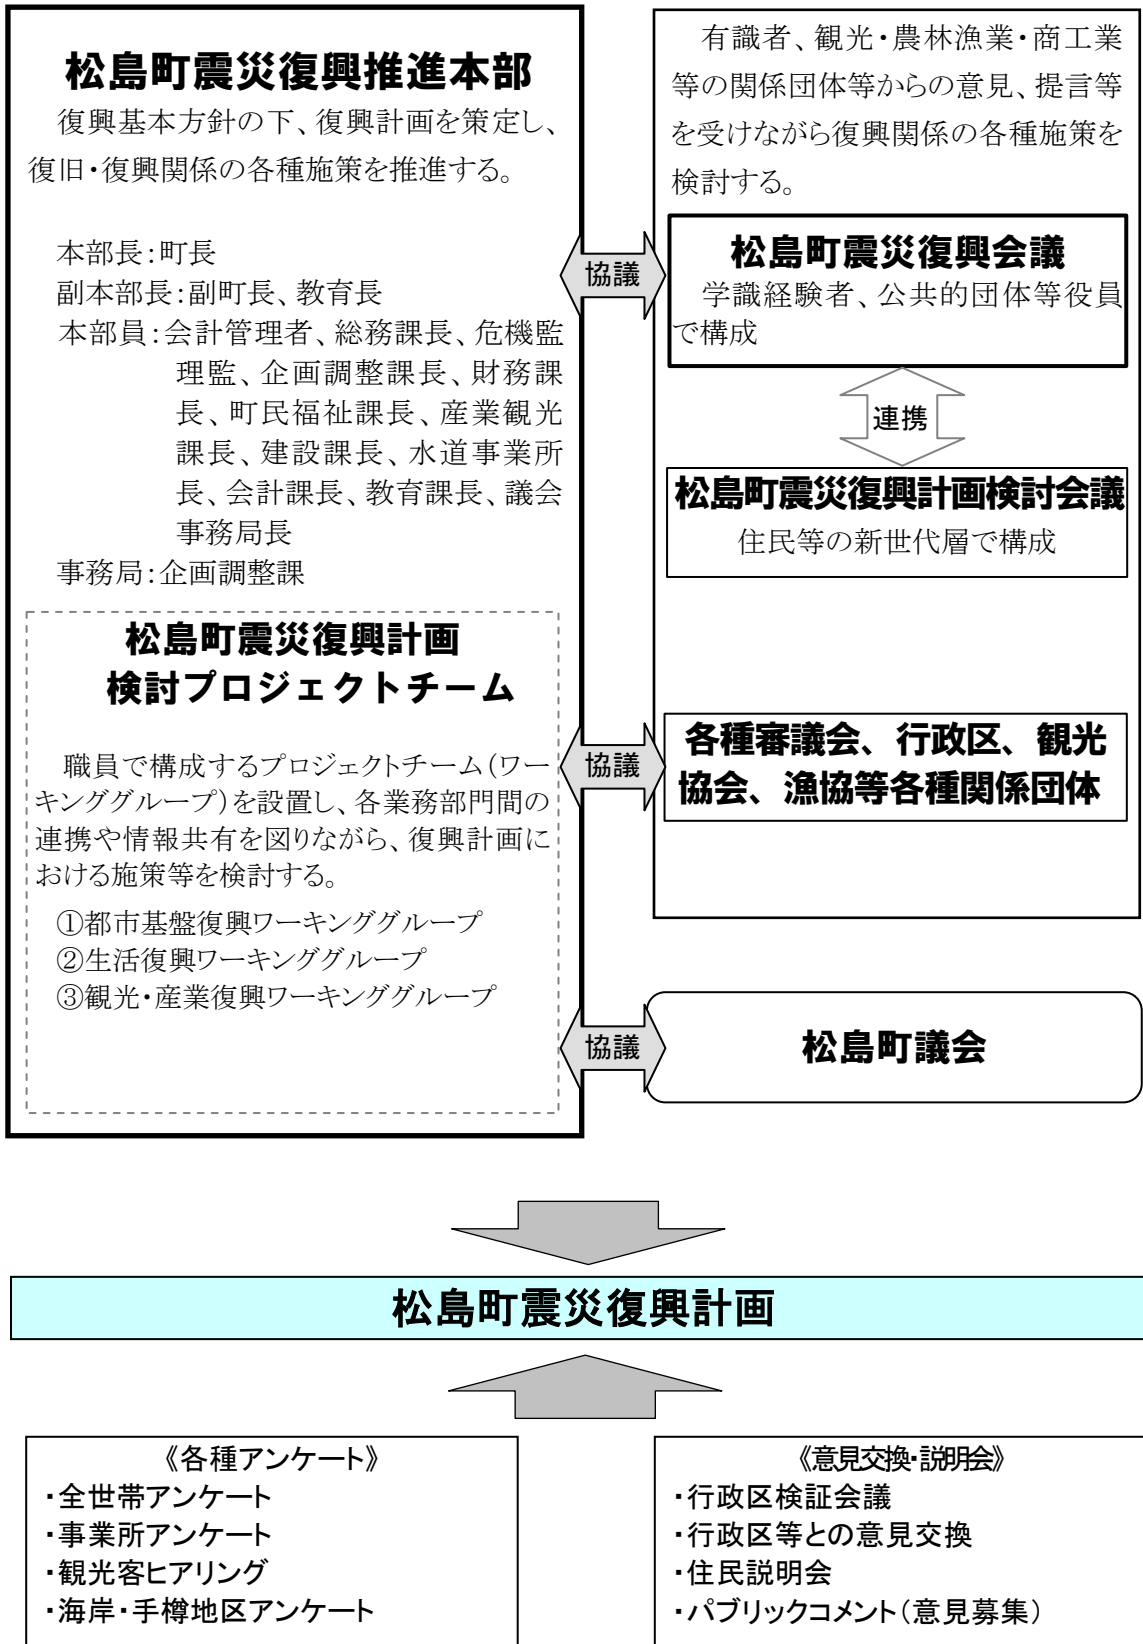 松島町震災復興推進本部
復興基本方針の下、復興計画を策定し、
復旧・復興関係の各種施策を推進する。
本部長：町長
副本部長：副町長、教育長
本部員：会計管理者、総務課長、危機監
理監、企画調整課長、財務課
長、町民福祉課長、産業観光
課長、建設課長、水道事業所
長、会計課長、教育課長、議会
事務局長
事務局：企画調整課
松島町震災復興計画
検討プロジェクトチーム
職員で構成するプロジェクトチーム（ワー
キンググループ）を設置し、各業務部門間の
連携や情報共有を図りながら、復興計画に
おける施策等を検討する。
①都市基盤復興ワーキンググループ
②生活復興ワーキンググループ
③観光・産業復興ワーキンググループ
協議
協議
協議
有識者、観光・農林漁業・商工業
等の関係団体等からの意見、提言等
を受けながら復興関係の各種施策を
検討する。
松島町震災復興会議
学識経験者、公共的団体等役員
で構成
連携
松島町震災復興計画検討会議
住民等の新世代層で構成
各種審議会、行政区、観光
協会、漁協等各種関係団体
松島町議会
松島町震災復興計画
《各種アンケート》
・全世帯アンケート
・事業所アンケート
・観光客ヒアリング
・海岸・手樽地区アンケート
《意見交換・説明会》
・行政区検証会議
・行政区等との意見交換
・住民説明会
・パブリックコメント（意見募集）